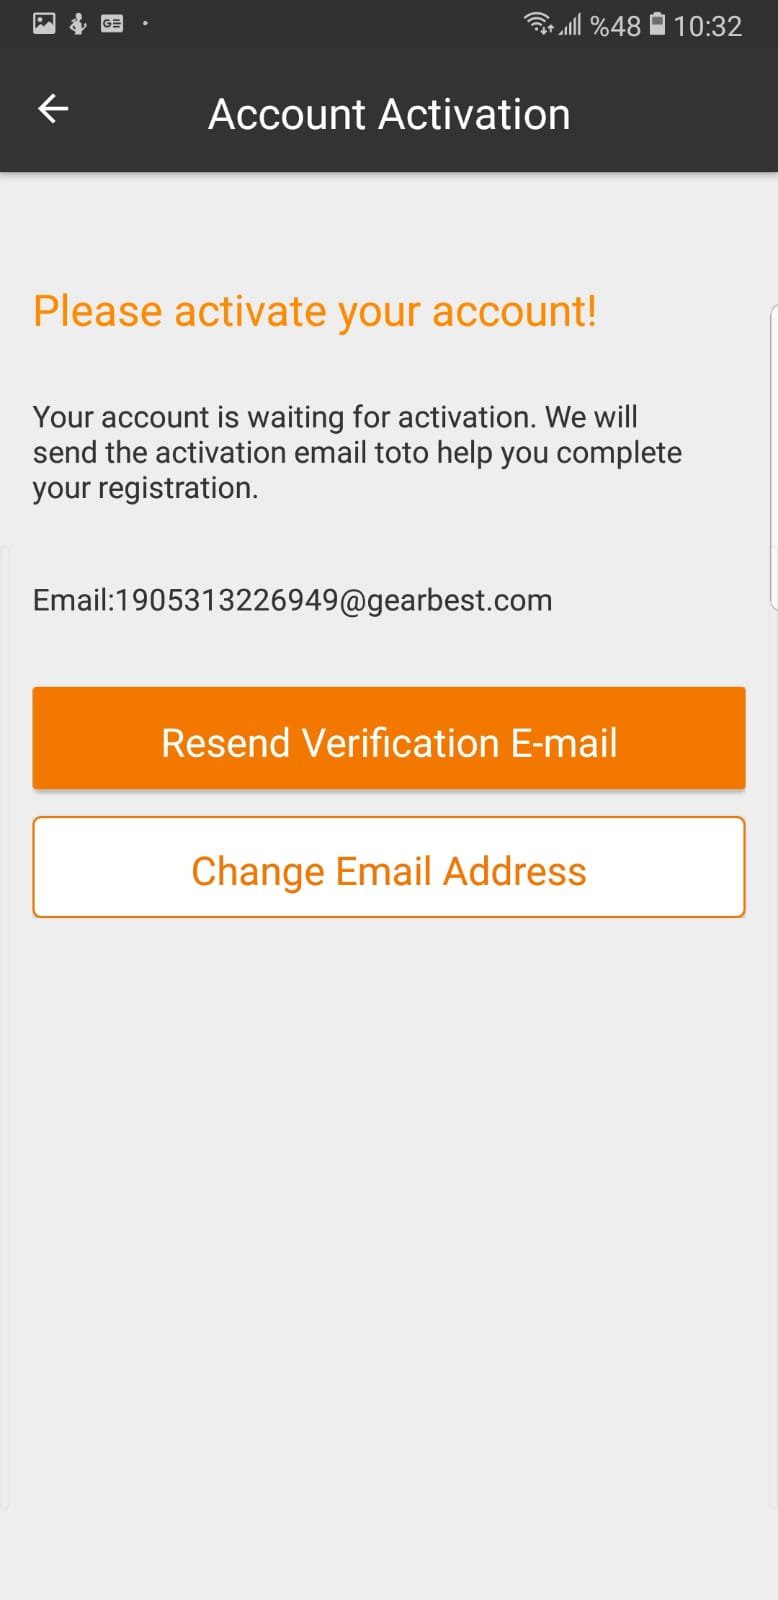 GE
%48 10:32
Account Activation
Please activate your account!
Your account is waiting for activation. We will
send the activation email toto help you complete
your registration.
Email:1905313226949@gearbest.com
Resend Verification E-mail
Change Email Address